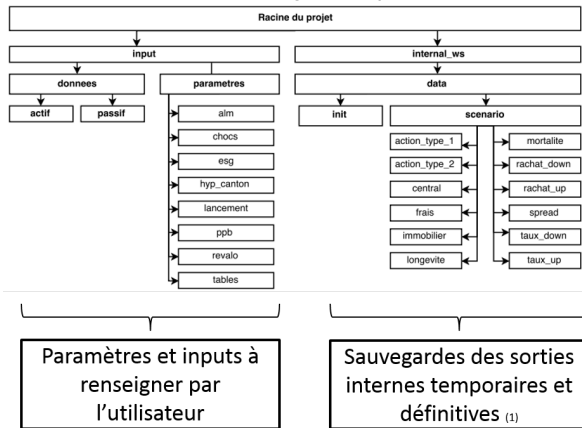 Racine du projet
input
internal_ws
donnees
parametres
data
actif
passif
init
scenario
alm
chocs
esg
hyp_canton
lancement
ppb
revalo
tables
action_type_1
action_type_2
central
frais
immobilier
longevite
mortalite
rachat_down
rachat_up
spread
taux_down
taux_up
Paramètres et inputs à
renseigner par
l'utilisateur
Sauvegardes des sorties
internes temporaires et
définitives (1)